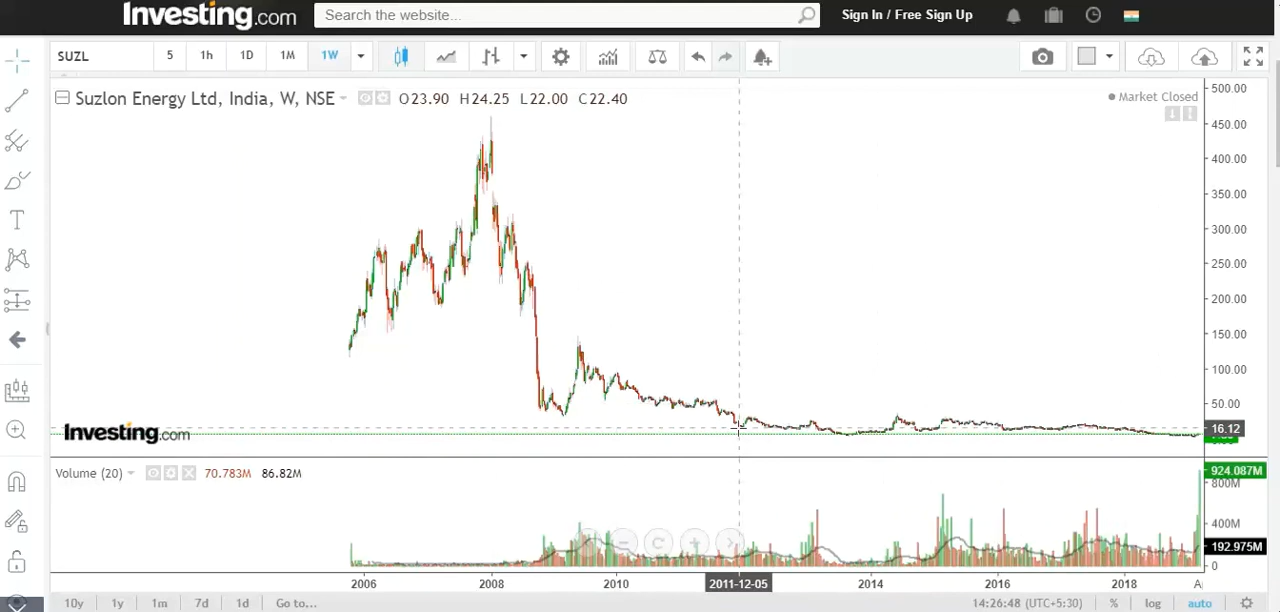 Investing.com Search the website... Sign In / Free Sign Up
SUZL 5 1h 1D 1M 1W
Suzlon Energy Ltd, India, W, NSE O23.90 H24.25 L22.00 C22.40
Market Closed
500.00
450.00
400.00
350.00
300.00
250.00
200.00
150.00
100.00
50.00
16.12
Investing.com
Volume (20) 70.783M 86.82M
924.087M
800M
400M
192.975M
0
2006 2008 2010 2011-12-05 2014 2016 2018
10y 1y 1m 7d 1d Go to... 14:26:48 (UTC+5:30) % log auto